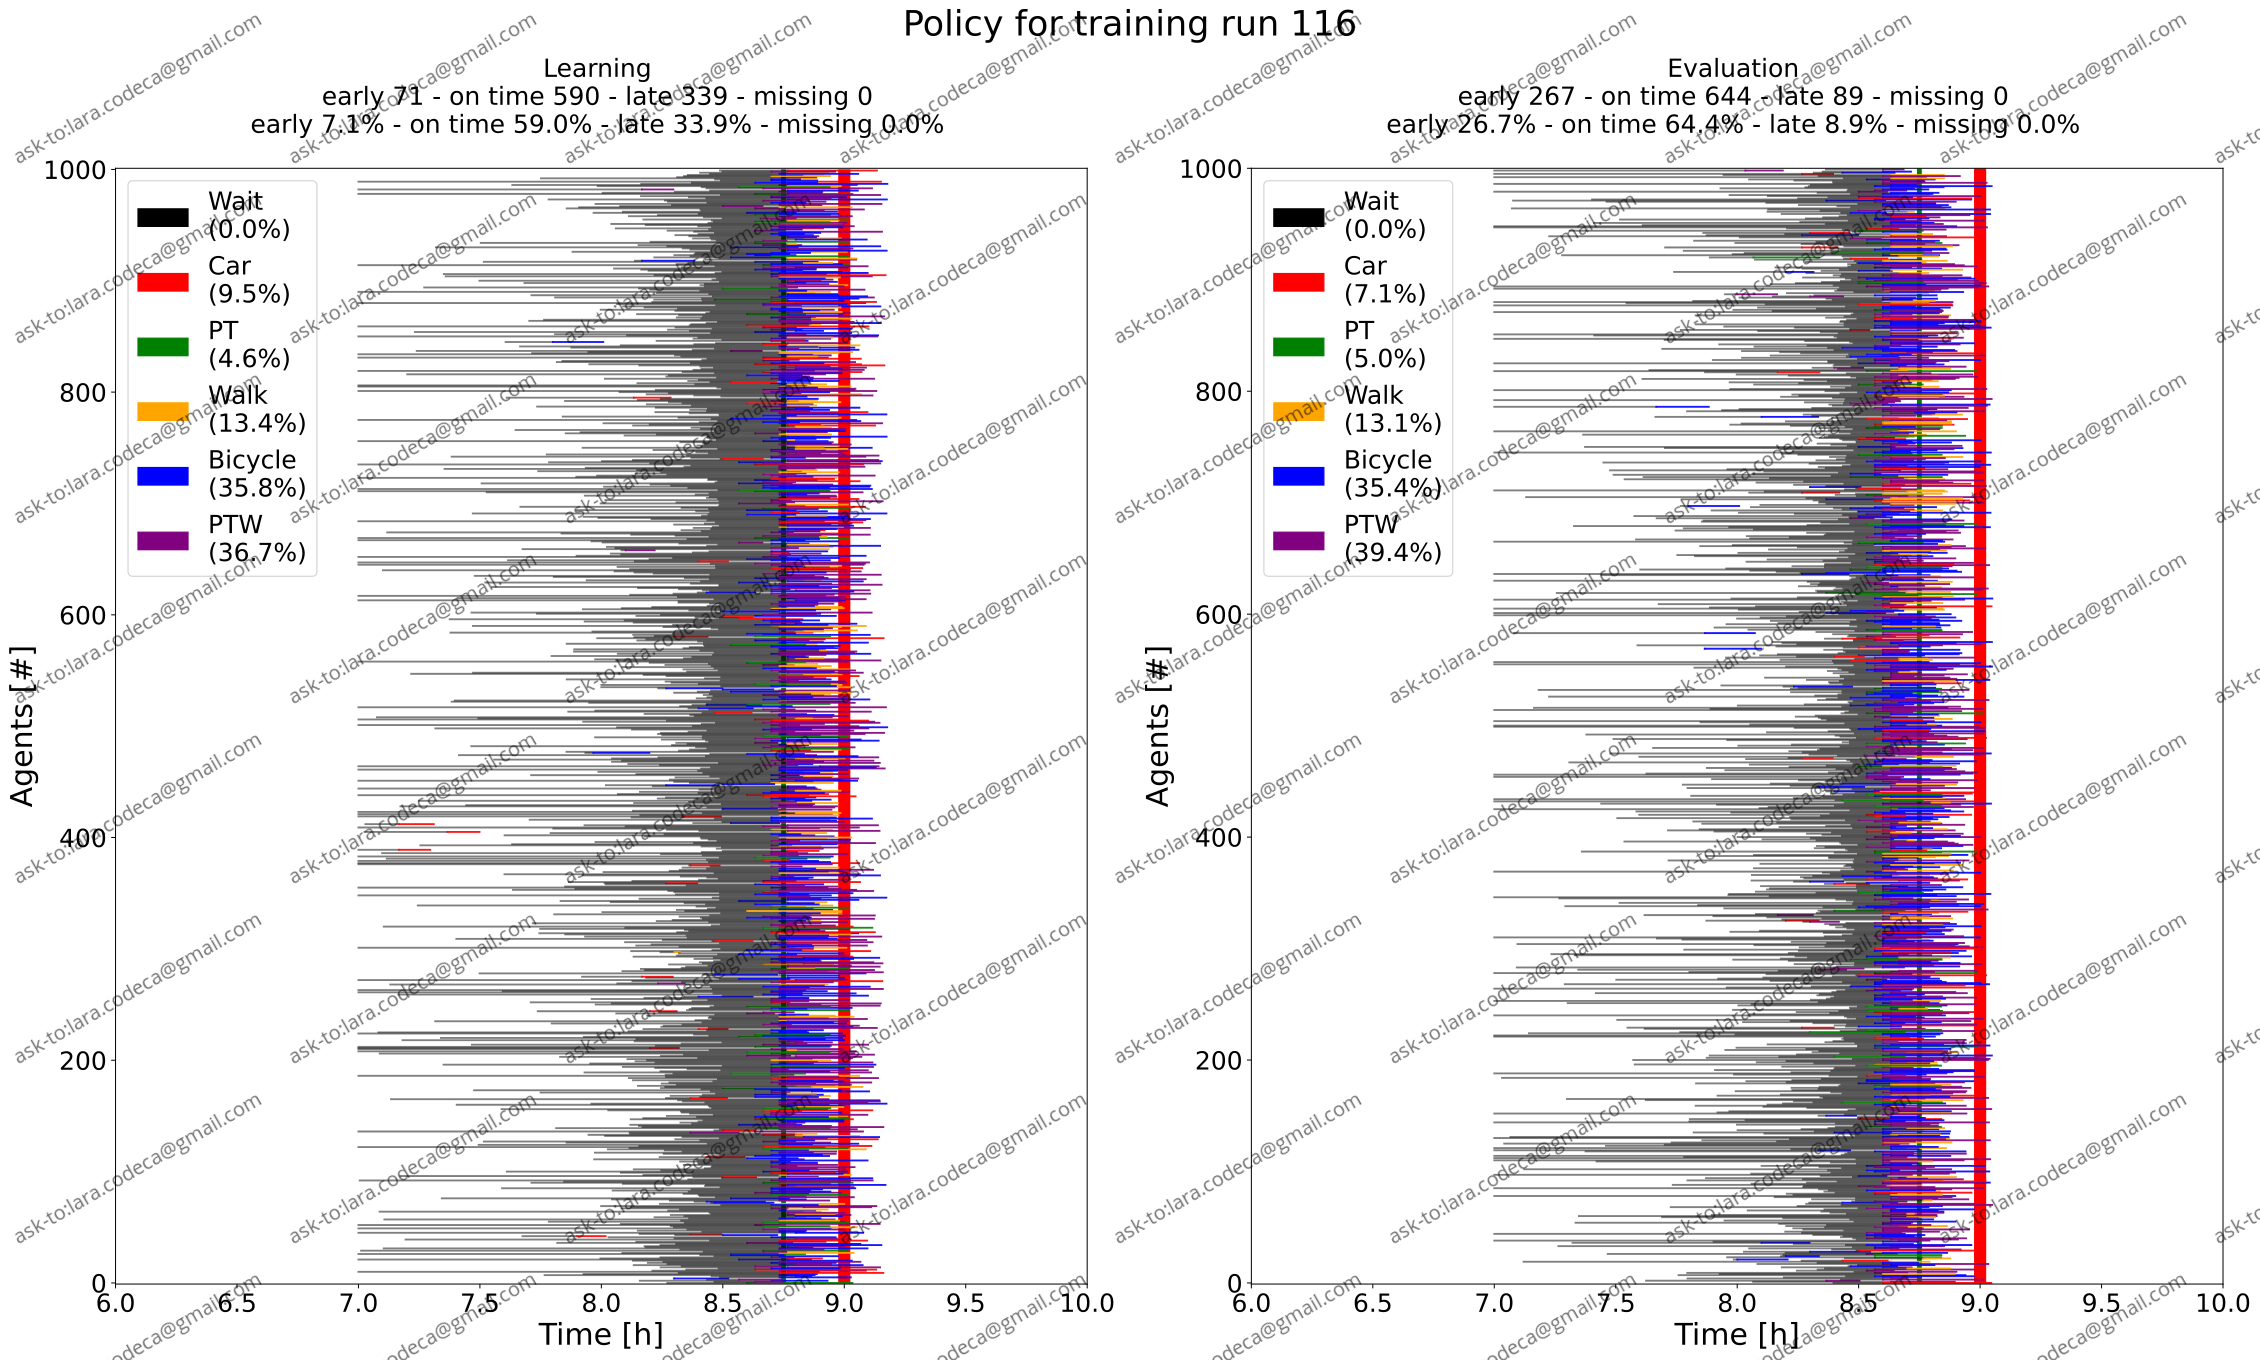 Policy for training run 116
Learning
early 71 - on time 590 - late 339 - missing 0
early 7.1% - on time 59.0% - late 33.9% - missing 0.0%
1000
800
600
400
200
0
Agents [#]
Wait
(0.0%)
Car
(9.5%)
PT
(4.6%)
Walk
(13.4%)
Bicycle
(35.8%)
PTW
(36.7%)
6.0 6.5 7.0 7.5 8.0 8.5 9.0 9.5 10.0
Time [h]
Evaluation
early 267 - on time 644 - late 89 - missing 0
early 26.7% - on time 64.4% - late 8.9% - missing 0.0%
1000
800
600
400
200
0
Agents [#]
Wait
(0.0%)
Car
(7.1%)
PT
(5.0%)
Walk
(13.1%)
Bicycle
(35.4%)
PTW
(39.4%)
6.0 6.5 7.0 7.5 8.0 8.5 9.0 9.5 10.0
Time [h]
ask-to:lara.codeca@gmail.com